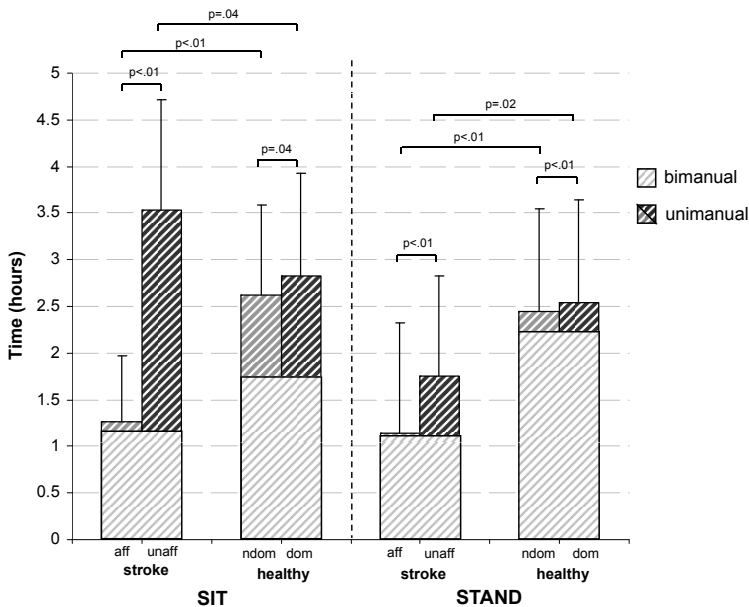 p=.04
p<.01
p<.01
p=.04
p=.02
p<.01
p<.01
p<.01
5
4.5
4
3.5
3
2.5
2
1.5
1
0.5
0
Time (hours)
bimanual
unimanual
aff unaff ndom dom aff unaff ndom dom
stroke healthy stroke healthy
SIT STAND